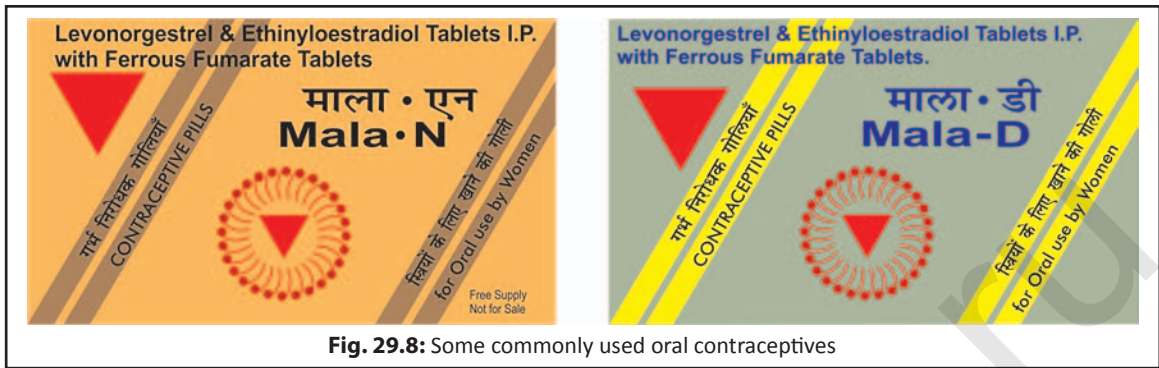 Levonorgestrel & Ethinyloestradiol Tablets I.P.
with Ferrous Fumarate Tablets
माला · एन
Mala·N
गर्भ निरोधक गोलियाँ
CONTRACEPTIVE PILLS
स्त्रियों के लिए खाने की गोली
for Oral use by Women
Free Supply
Not for Sale
Levonorgestrel & Ethinyloestradiol Tablets I.P.
with Ferrous Fumarate Tablets.
माला · डी
Mala-D
गर्भ निरोधक गोलियाँ
CONTRACEPTIVE PILLS
स्त्रियों के लिए खाने की गोली
for Oral use by Women
Fig. 29.8: Some commonly used oral contraceptives